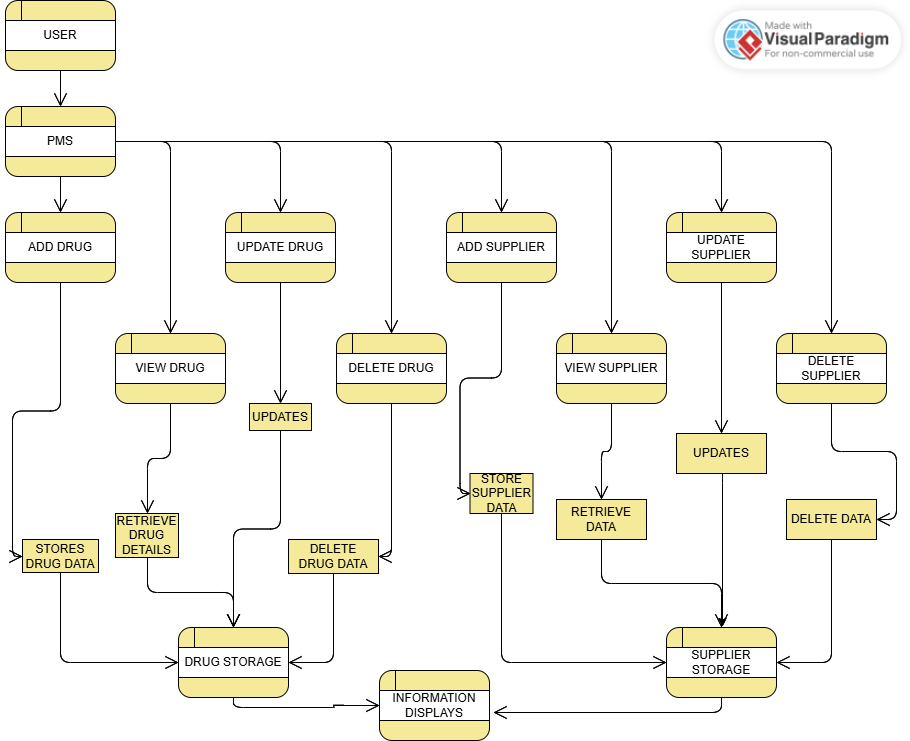 USER
Made with
VisualParadigm
For non-commercial use
PMS
ADD DRUG
UPDATE DRUG
ADD SUPPLIER
UPDATE
SUPPLIER
VIEW DRUG
DELETE DRUG
VIEW SUPPLIER
DELETE
SUPPLIER
UPDATES
UPDATES
STORE
SUPPLIER
DATA
RETRIEVE
DRUG
DETAILS
RETRIEVE
DATA
DELETE DATA
STORES
DRUG DATA
DELETE
DRUG DATA
DRUG STORAGE
SUPPLIER
STORAGE
INFORMATION
DISPLAYS